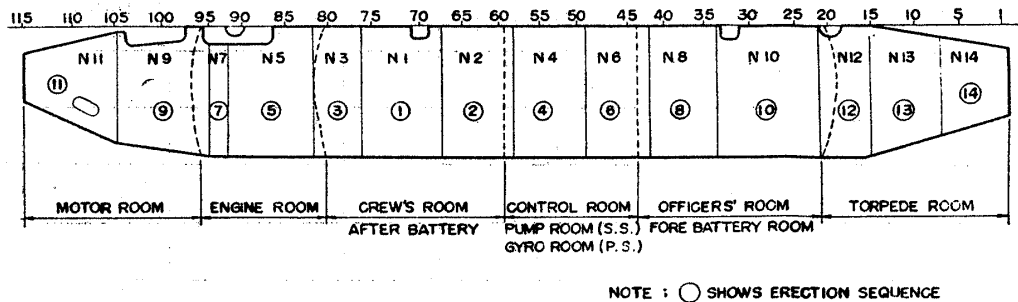 115 110 105 100 95 90 85 80 75 70 65 60 55 50 45 40 35 30 25 20 15 10 5 1
N11 N9 N7 N5 N3 N1 N2 N4 N6 N8 N10 N12 N13 N14
11 9 7 5 3 1 2 4 6 8 10 12 13 14
MOTOR ROOM ENGINE ROOM CREW'S ROOM CONTROL ROOM OFFICERS' ROOM TORPEDE ROOM
AFTER BATTERY PUMP ROOM (S.S.) FORE BATTERY ROOM
GYRO ROOM (P.S.)
NOTE : ◯ SHOWS ERECTION SEQUENCE